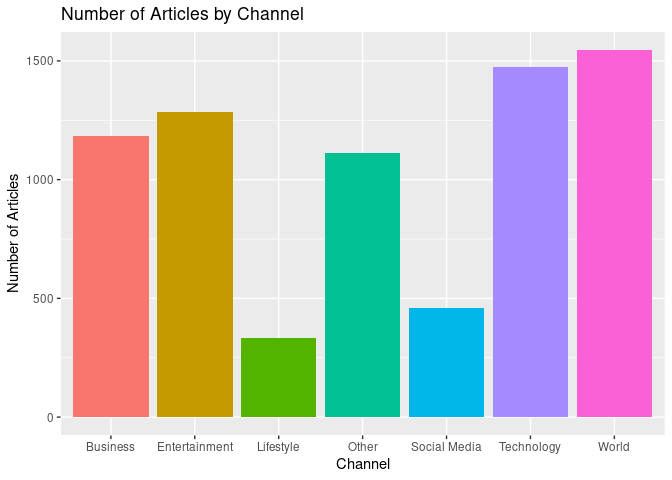 Number of Articles by Channel
Number of Articles
1500
1000
500
0
Business Entertainment Lifestyle Other Social Media Technology World
Channel